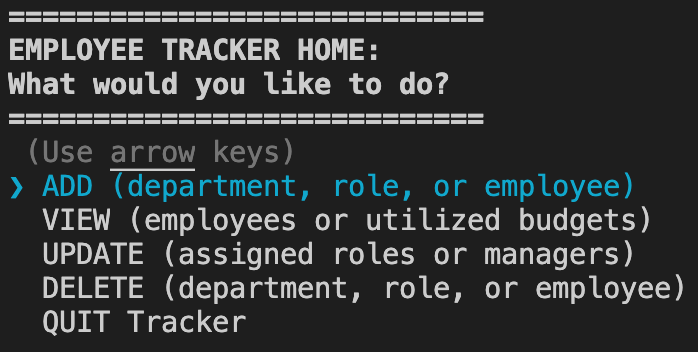 ============================
EMPLOYEE TRACKER HOME:
What would you like to do?
============================
(Use arrow keys)
❯ ADD (department, role, or employee)
VIEW (employees or utilized budgets)
UPDATE (assigned roles or managers)
DELETE (department, role, or employee)
QUIT Tracker